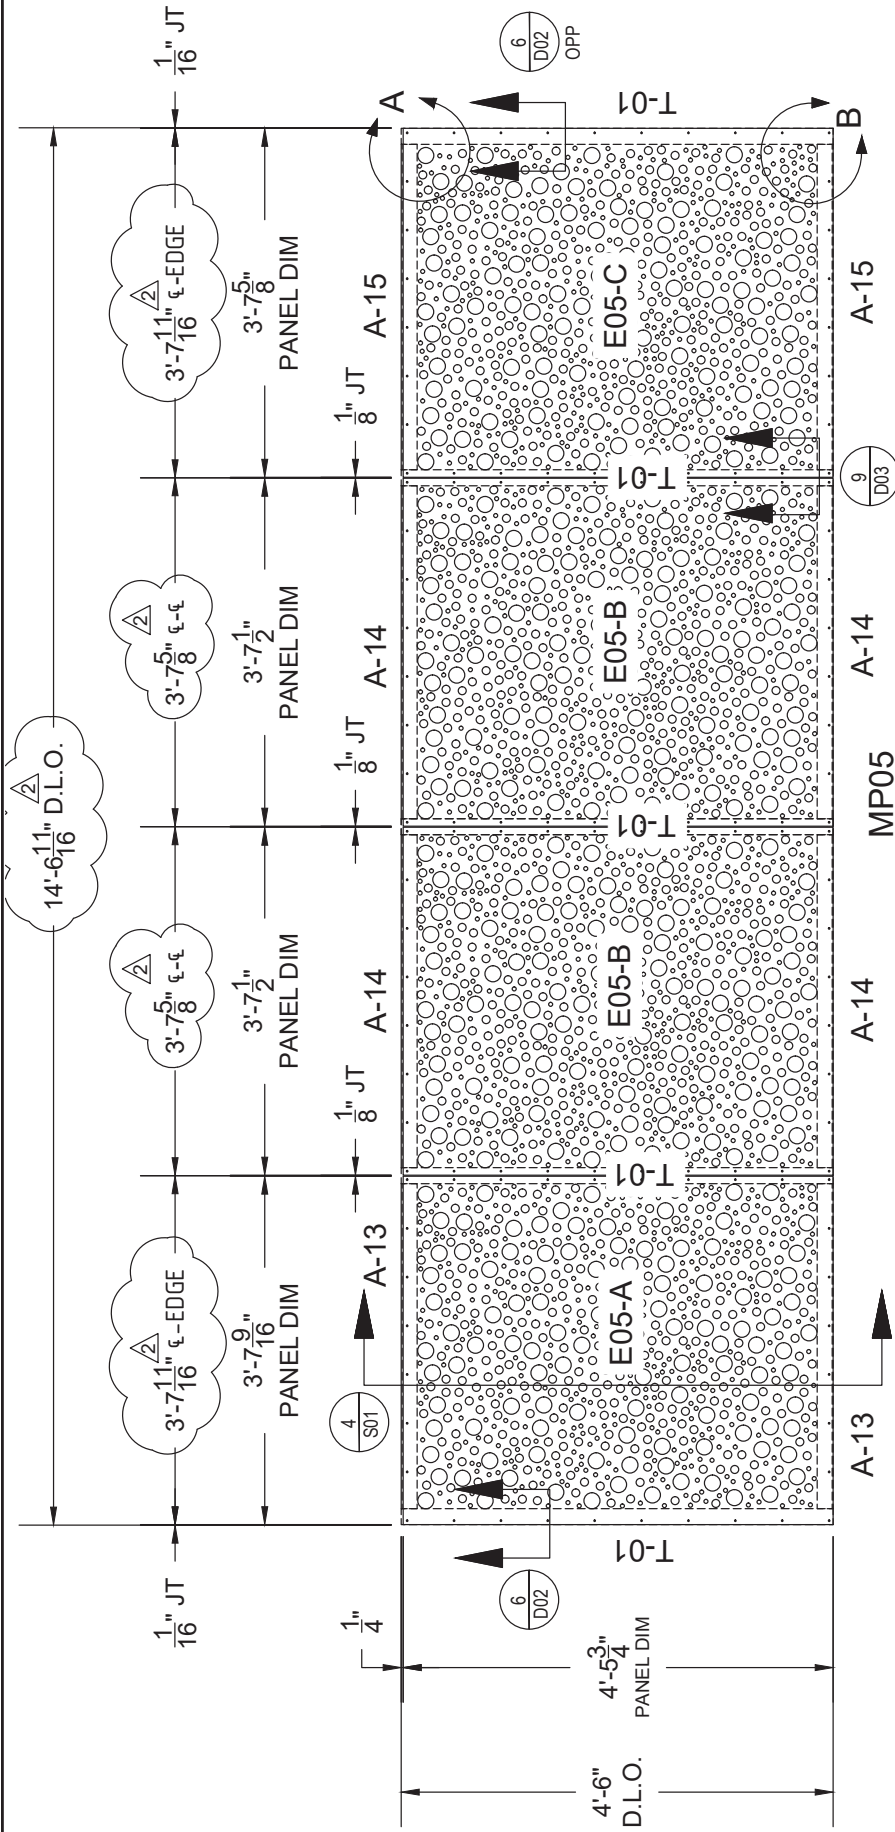 14'-6 11/16" D.L.O.
2
1/16" JT
3'-7 11/16" ℄-EDGE
2
3'-7 5/8" ℄-℄
2
3'-7 5/8" ℄-℄
2
3'-7 11/16" ℄-EDGE
2
1/16" JT
3'-7 9/16"
PANEL DIM
3'-7 1/2"
PANEL DIM
3'-7 1/2"
PANEL DIM
3'-7 5/8"
PANEL DIM
1/8" JT
1/8" JT
1/8" JT
1/4"
4
S01
A-13
A-14
A-14
A-15
A
6
D02
6
D02
OPP
T-01
E05-A
T-01
E05-B
T-01
E05-B
T-01
E05-C
T-01
4'-6"
D.L.O.
4'-5 3/4"
PANEL DIM
B
A-13
A-14
A-14
A-15
9
D03
MP05